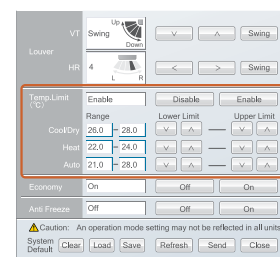 Up
VT Swing ∨ ∧ Swing
Down
Louver
HR 4 < > Swing
L R
Temp.Limit Enable Disable Enable
(℃)
Range Lower Limit Upper Limit
Cool/Dry 26.0 - 28.0 ∨ ∧ — ∨ ∧
Heat 22.0 - 24.0 ∨ ∧ — ∨ ∧
Auto 21.0 - 28.0 ∨ ∧ — ∨ ∧
Economy On Off On
Anti Freeze Off Off On
Caution: An operation mode setting may not be reflected in all units
System Default Clear Load Save Refresh Send Close